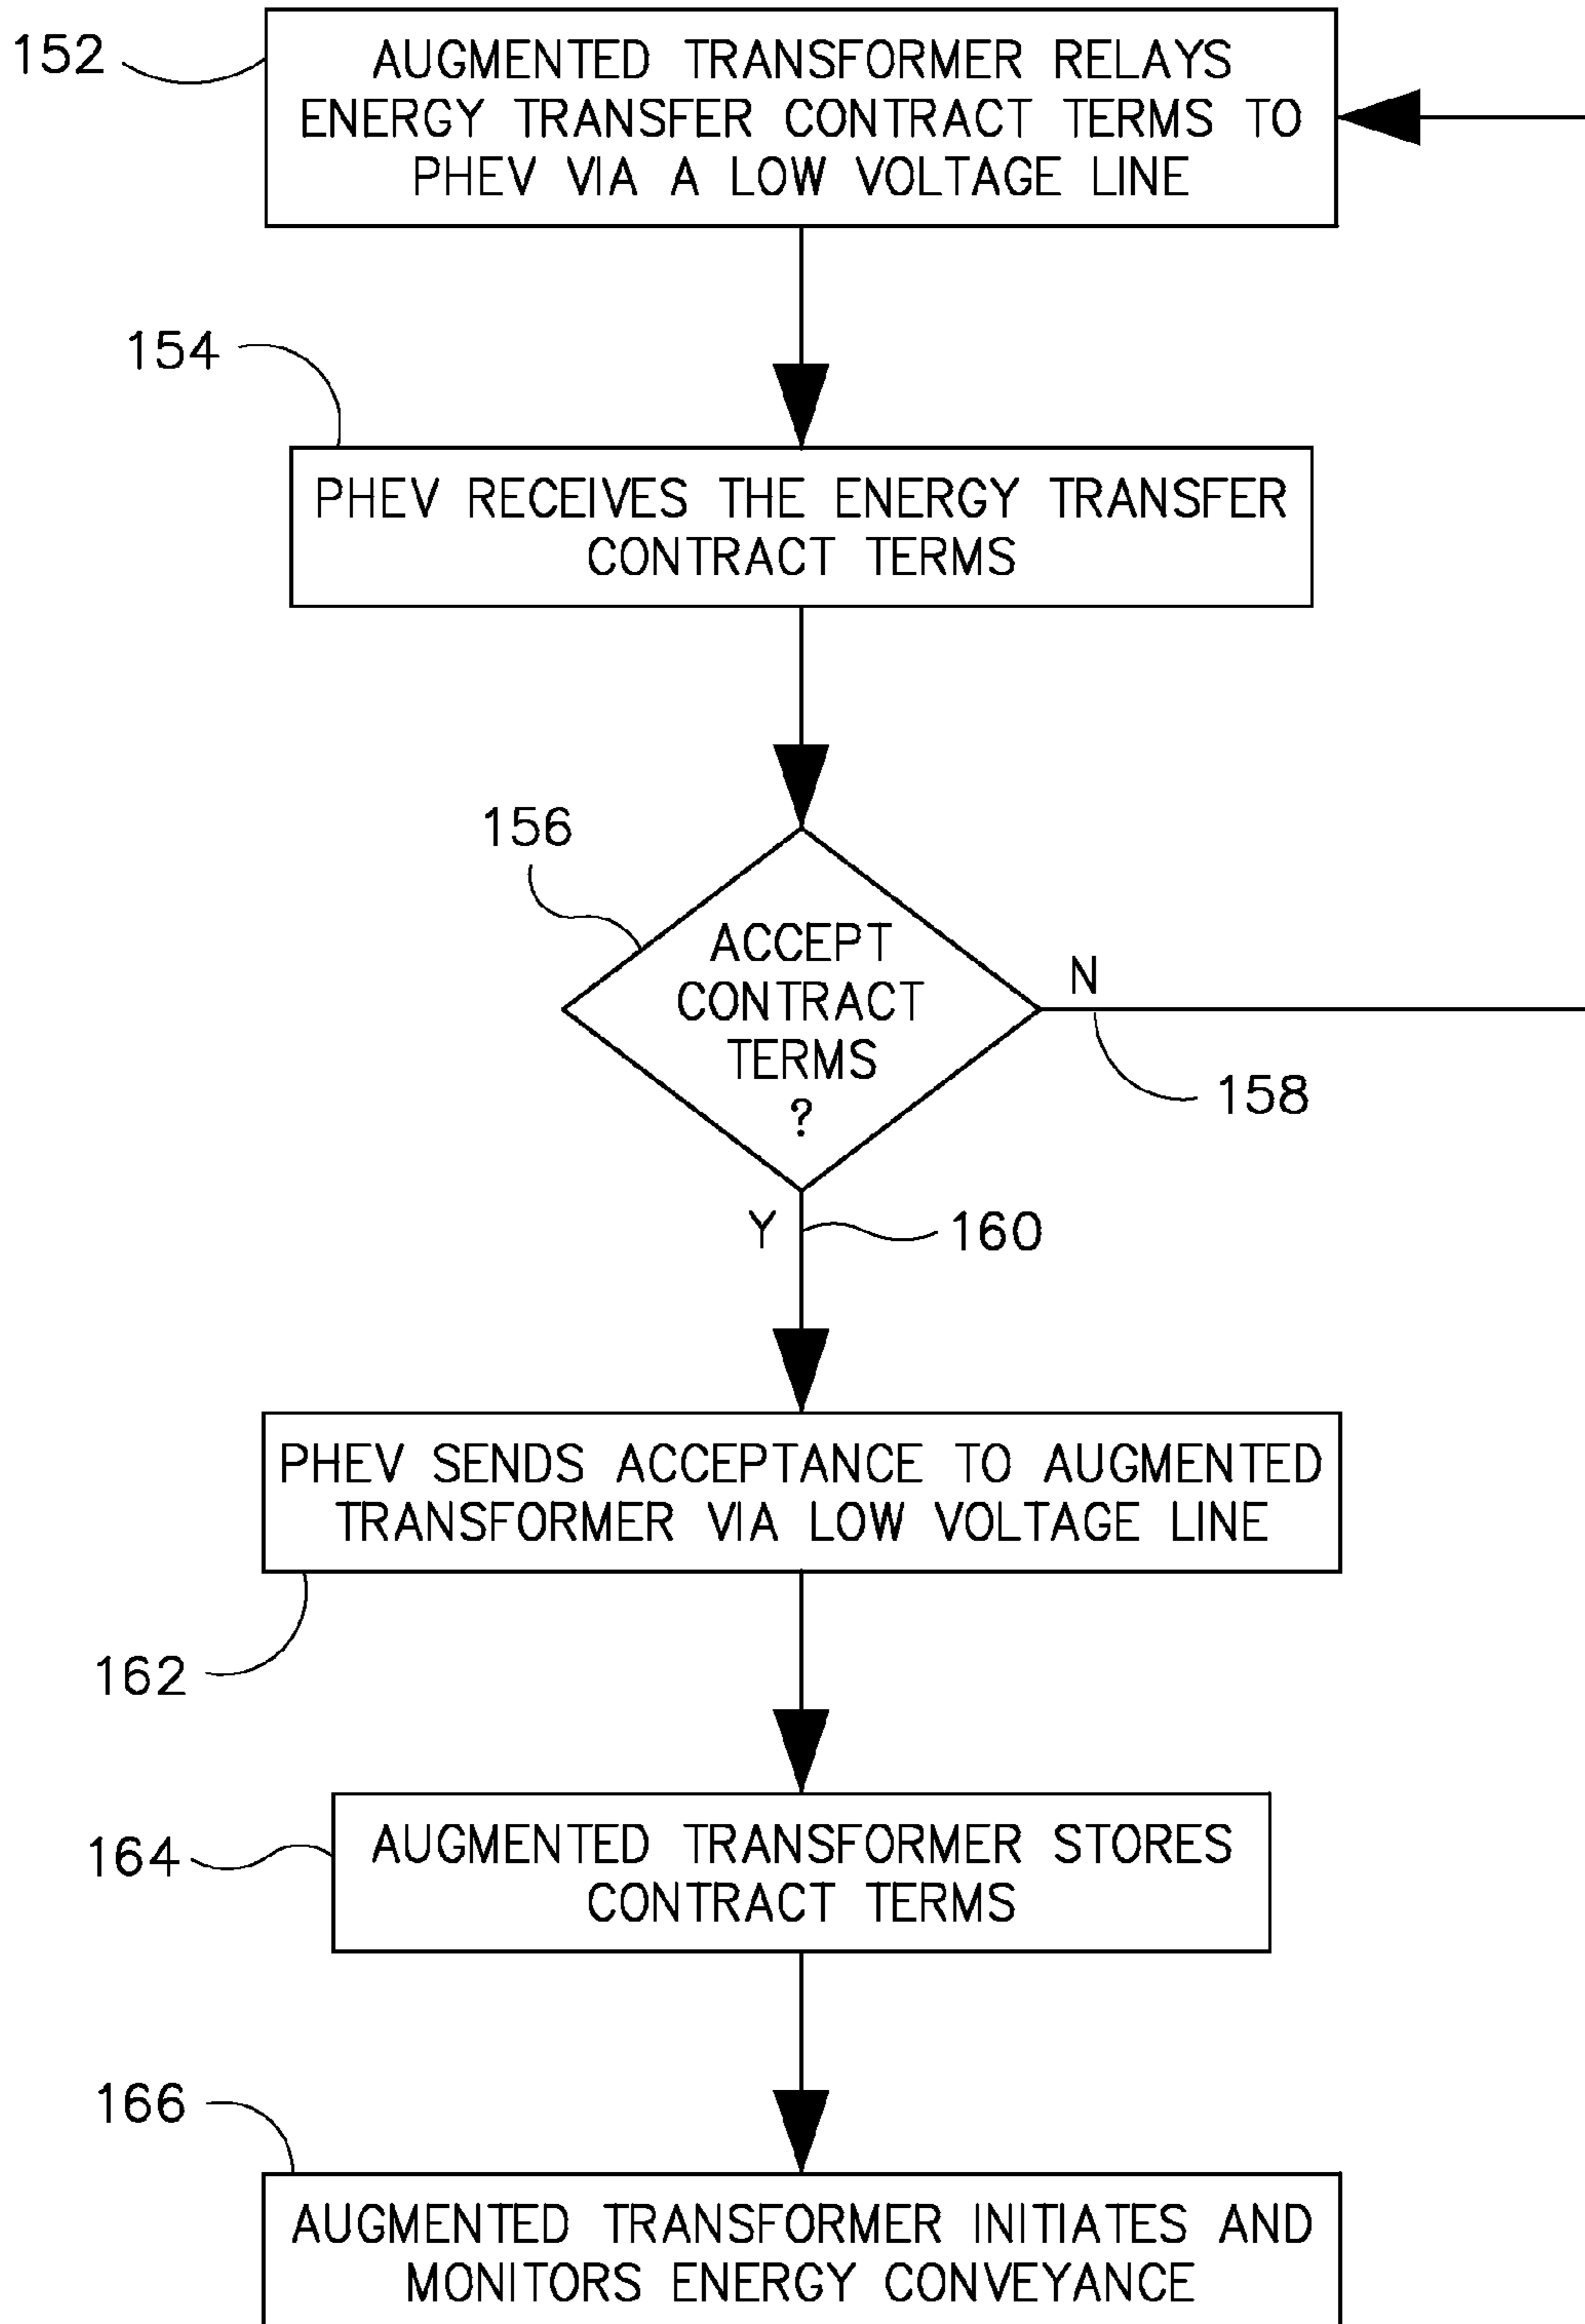 152
AUGMENTED TRANSFORMER RELAYS
ENERGY TRANSFER CONTRACT TERMS TO
PHEV VIA A LOW VOLTAGE LINE
154
PHEV RECEIVES THE ENERGY TRANSFER
CONTRACT TERMS
156
ACCEPT
CONTRACT
TERMS
?
N
158
Y
160
PHEV SENDS ACCEPTANCE TO AUGMENTED
TRANSFORMER VIA LOW VOLTAGE LINE
162
164
AUGMENTED TRANSFORMER STORES
CONTRACT TERMS
166
AUGMENTED TRANSFORMER INITIATES AND
MONITORS ENERGY CONVEYANCE